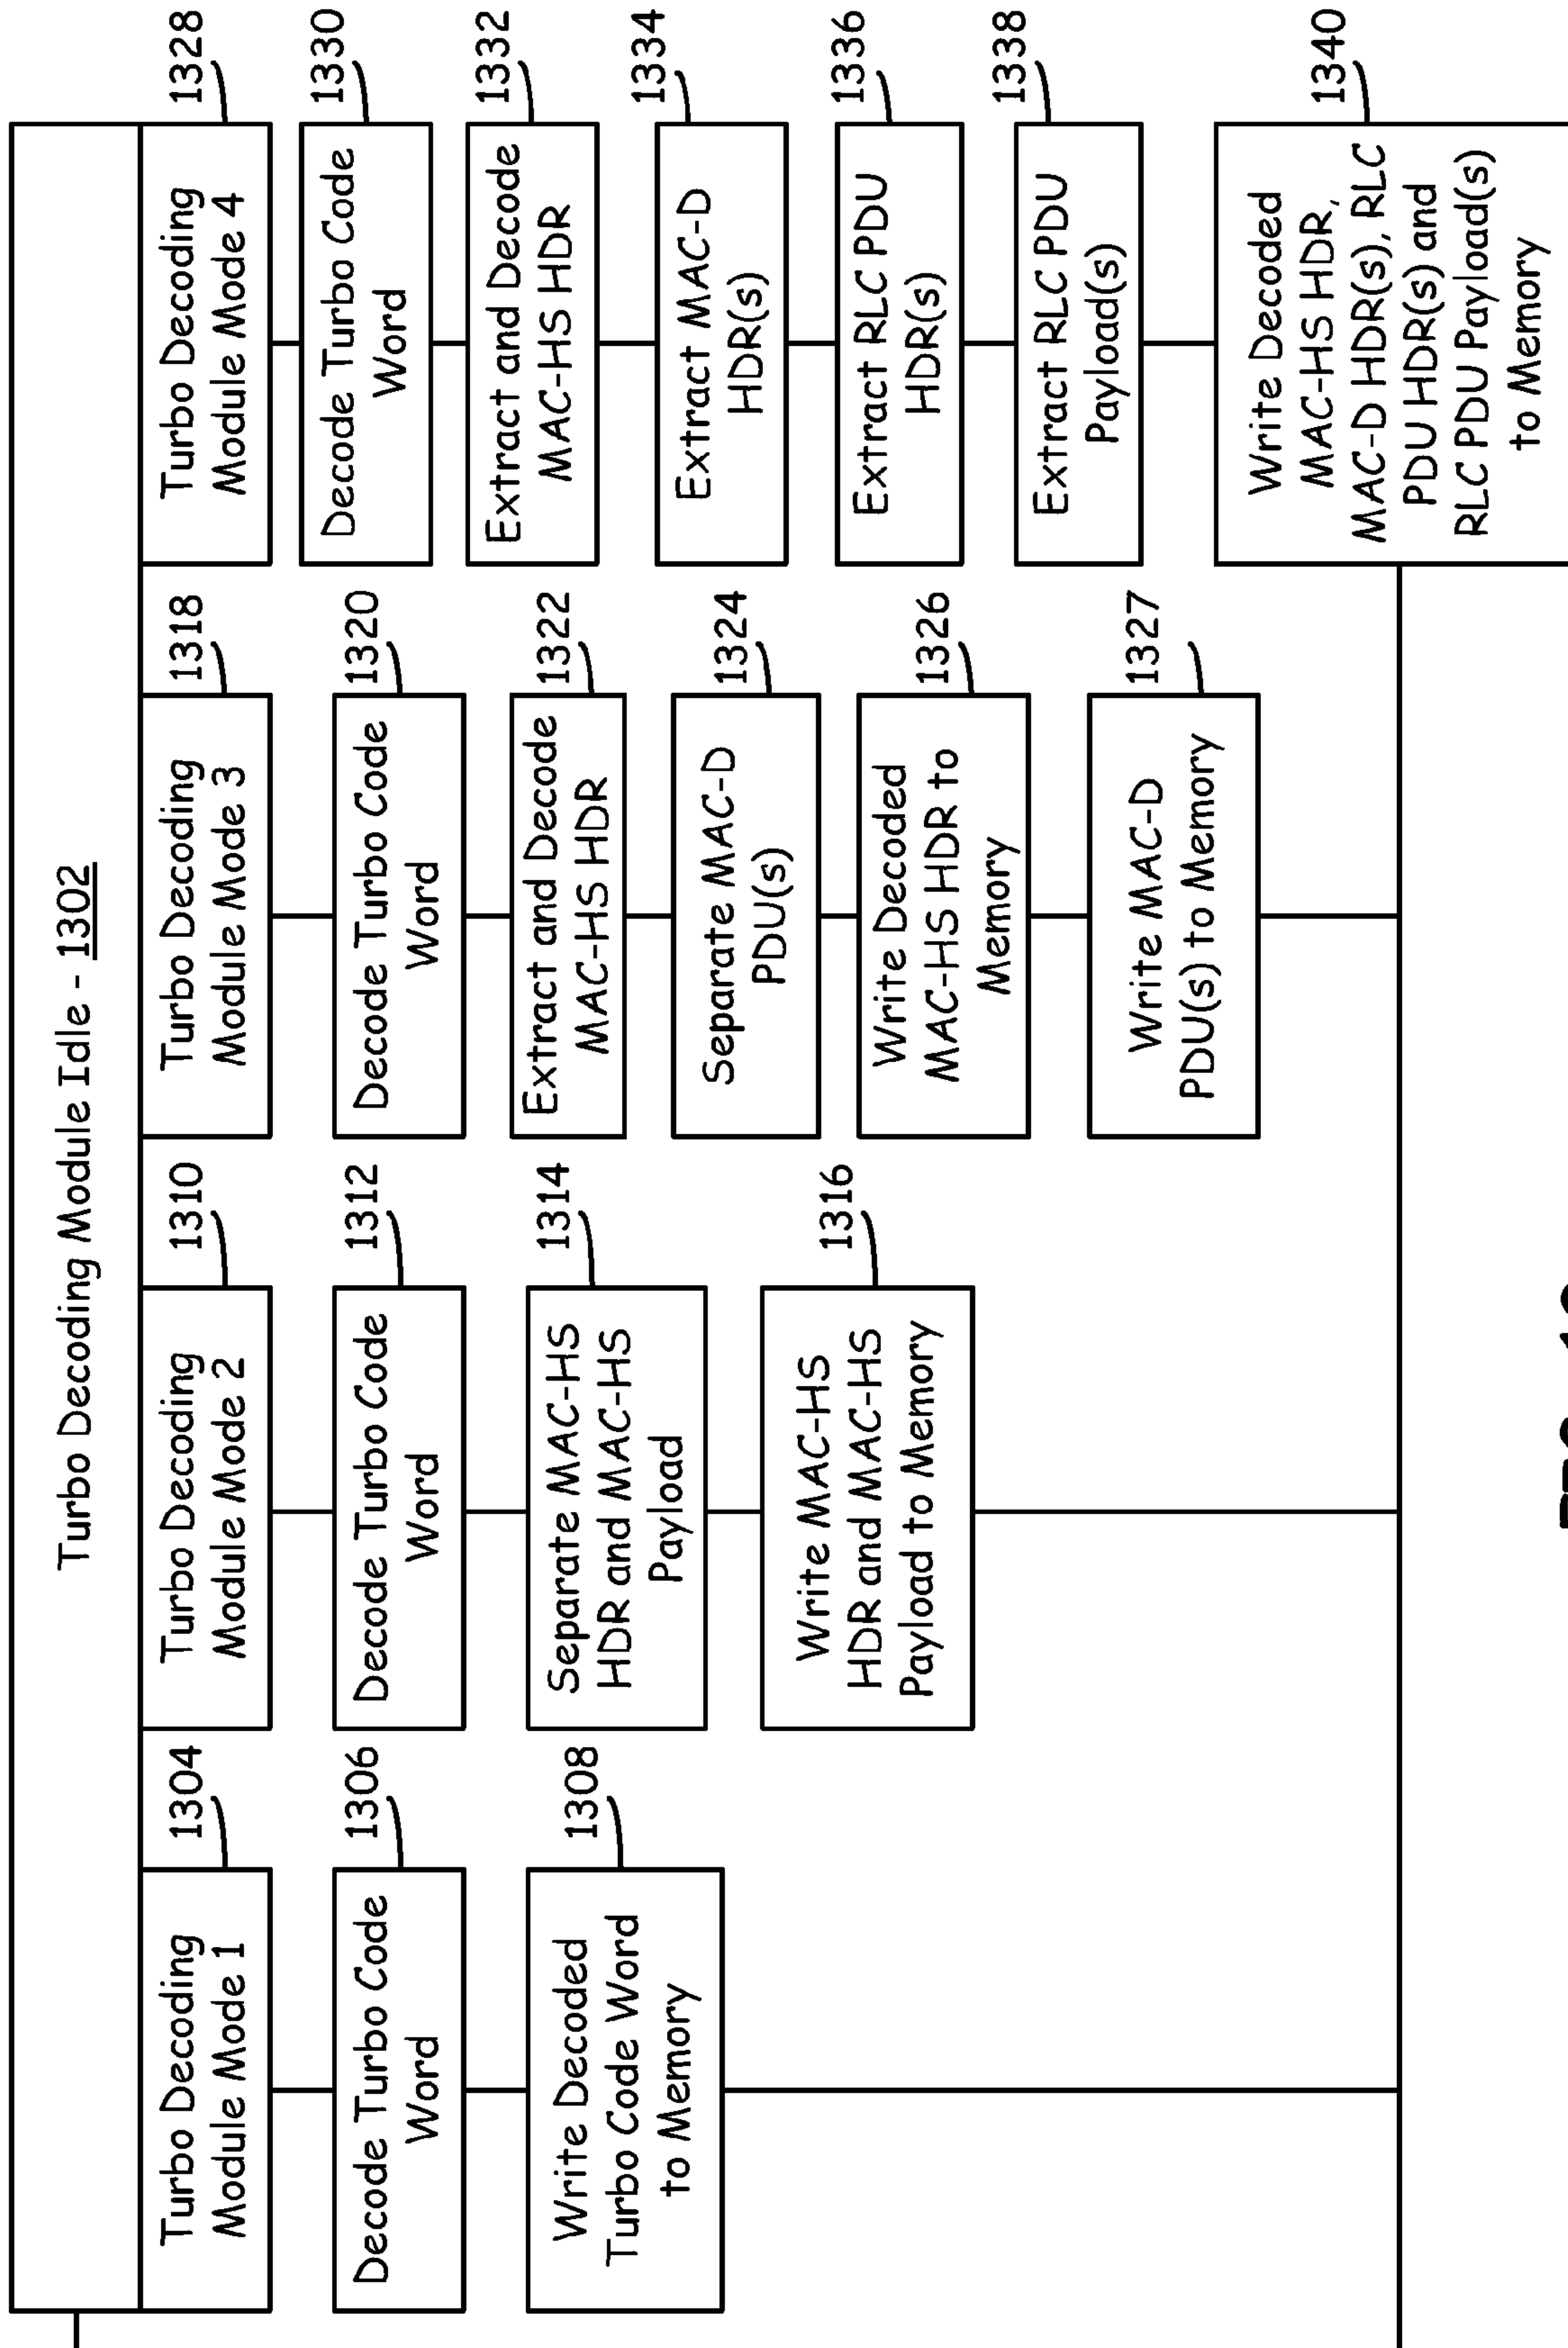 Turbo Decoding Module Idle - 1302
Turbo Decoding
Module Mode 1
1304
Decode Turbo Code
Word
1306
Write Decoded
Turbo Code Word
to Memory
1308
Turbo Decoding
Module Mode 2
1310
Decode Turbo Code
Word
1312
Separate MAC-HS
HDR and MAC-HS
Payload
1314
Write MAC-HS
HDR and MAC-HS
Payload to Memory
1316
Turbo Decoding
Module Mode 3
1318
Decode Turbo Code
Word
1320
Extract and Decode
MAC-HS HDR
1322
Separate MAC-D
PDU(s)
1324
Write Decoded
MAC-HS HDR to
Memory
1326
Write MAC-D
PDU(s) to Memory
1327
Turbo Decoding
Module Mode 4
1328
Decode Turbo Code
Word
1330
Extract and Decode
MAC-HS HDR
1332
Extract MAC-D
HDR(s)
1334
Extract RLC PDU
HDR(s)
1336
Extract RLC PDU
Payload(s)
1338
Write Decoded
MAC-HS HDR,
MAC-D HDR(s), RLC
PDU HDR(s) and
RLC PDU Payload(s)
to Memory
1340